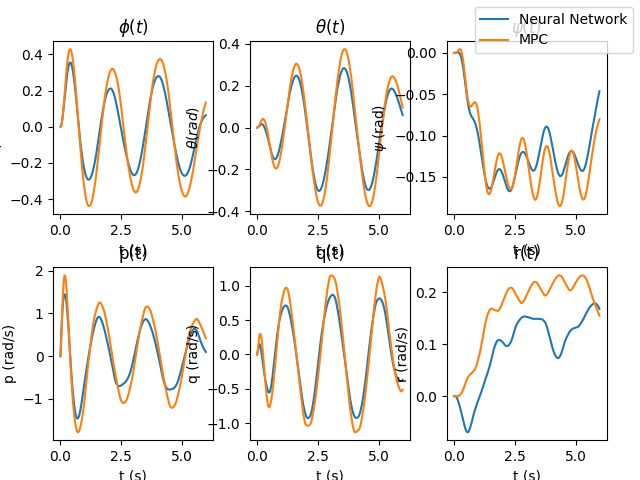 Neural Network
MPC
ϕ(t)
θ(t)
ψ(t)
0.4
0.2
0.0
−0.2
−0.4
0.0
2.5
5.0
t (s)
θ(rad)
0.4
0.2
0.0
−0.2
−0.4
0.0
2.5
5.0
t (s)
ψ (rad)
0.00
−0.05
−0.10
−0.15
0.0
2.5
5.0
t (s)
p(t)
q(t)
r(t)
p (rad/s)
2
1
0
−1
0.0
2.5
5.0
t (s)
q (rad/s)
1.0
0.5
0.0
−0.5
−1.0
0.0
2.5
5.0
t (s)
r (rad/s)
0.2
0.1
0.0
0.0
2.5
5.0
t (s)